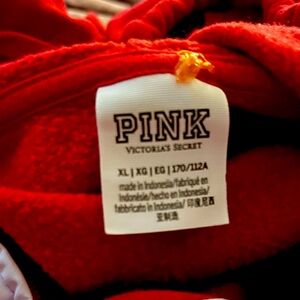 PINK
VICTORIA'S SECRET
XL | XG | EG | 170/112A
made in Indonesia/fabriqué en
Indonésie/hecho en Indonesia/
fabbricato in Indonesia/ 印度尼西
亚制造